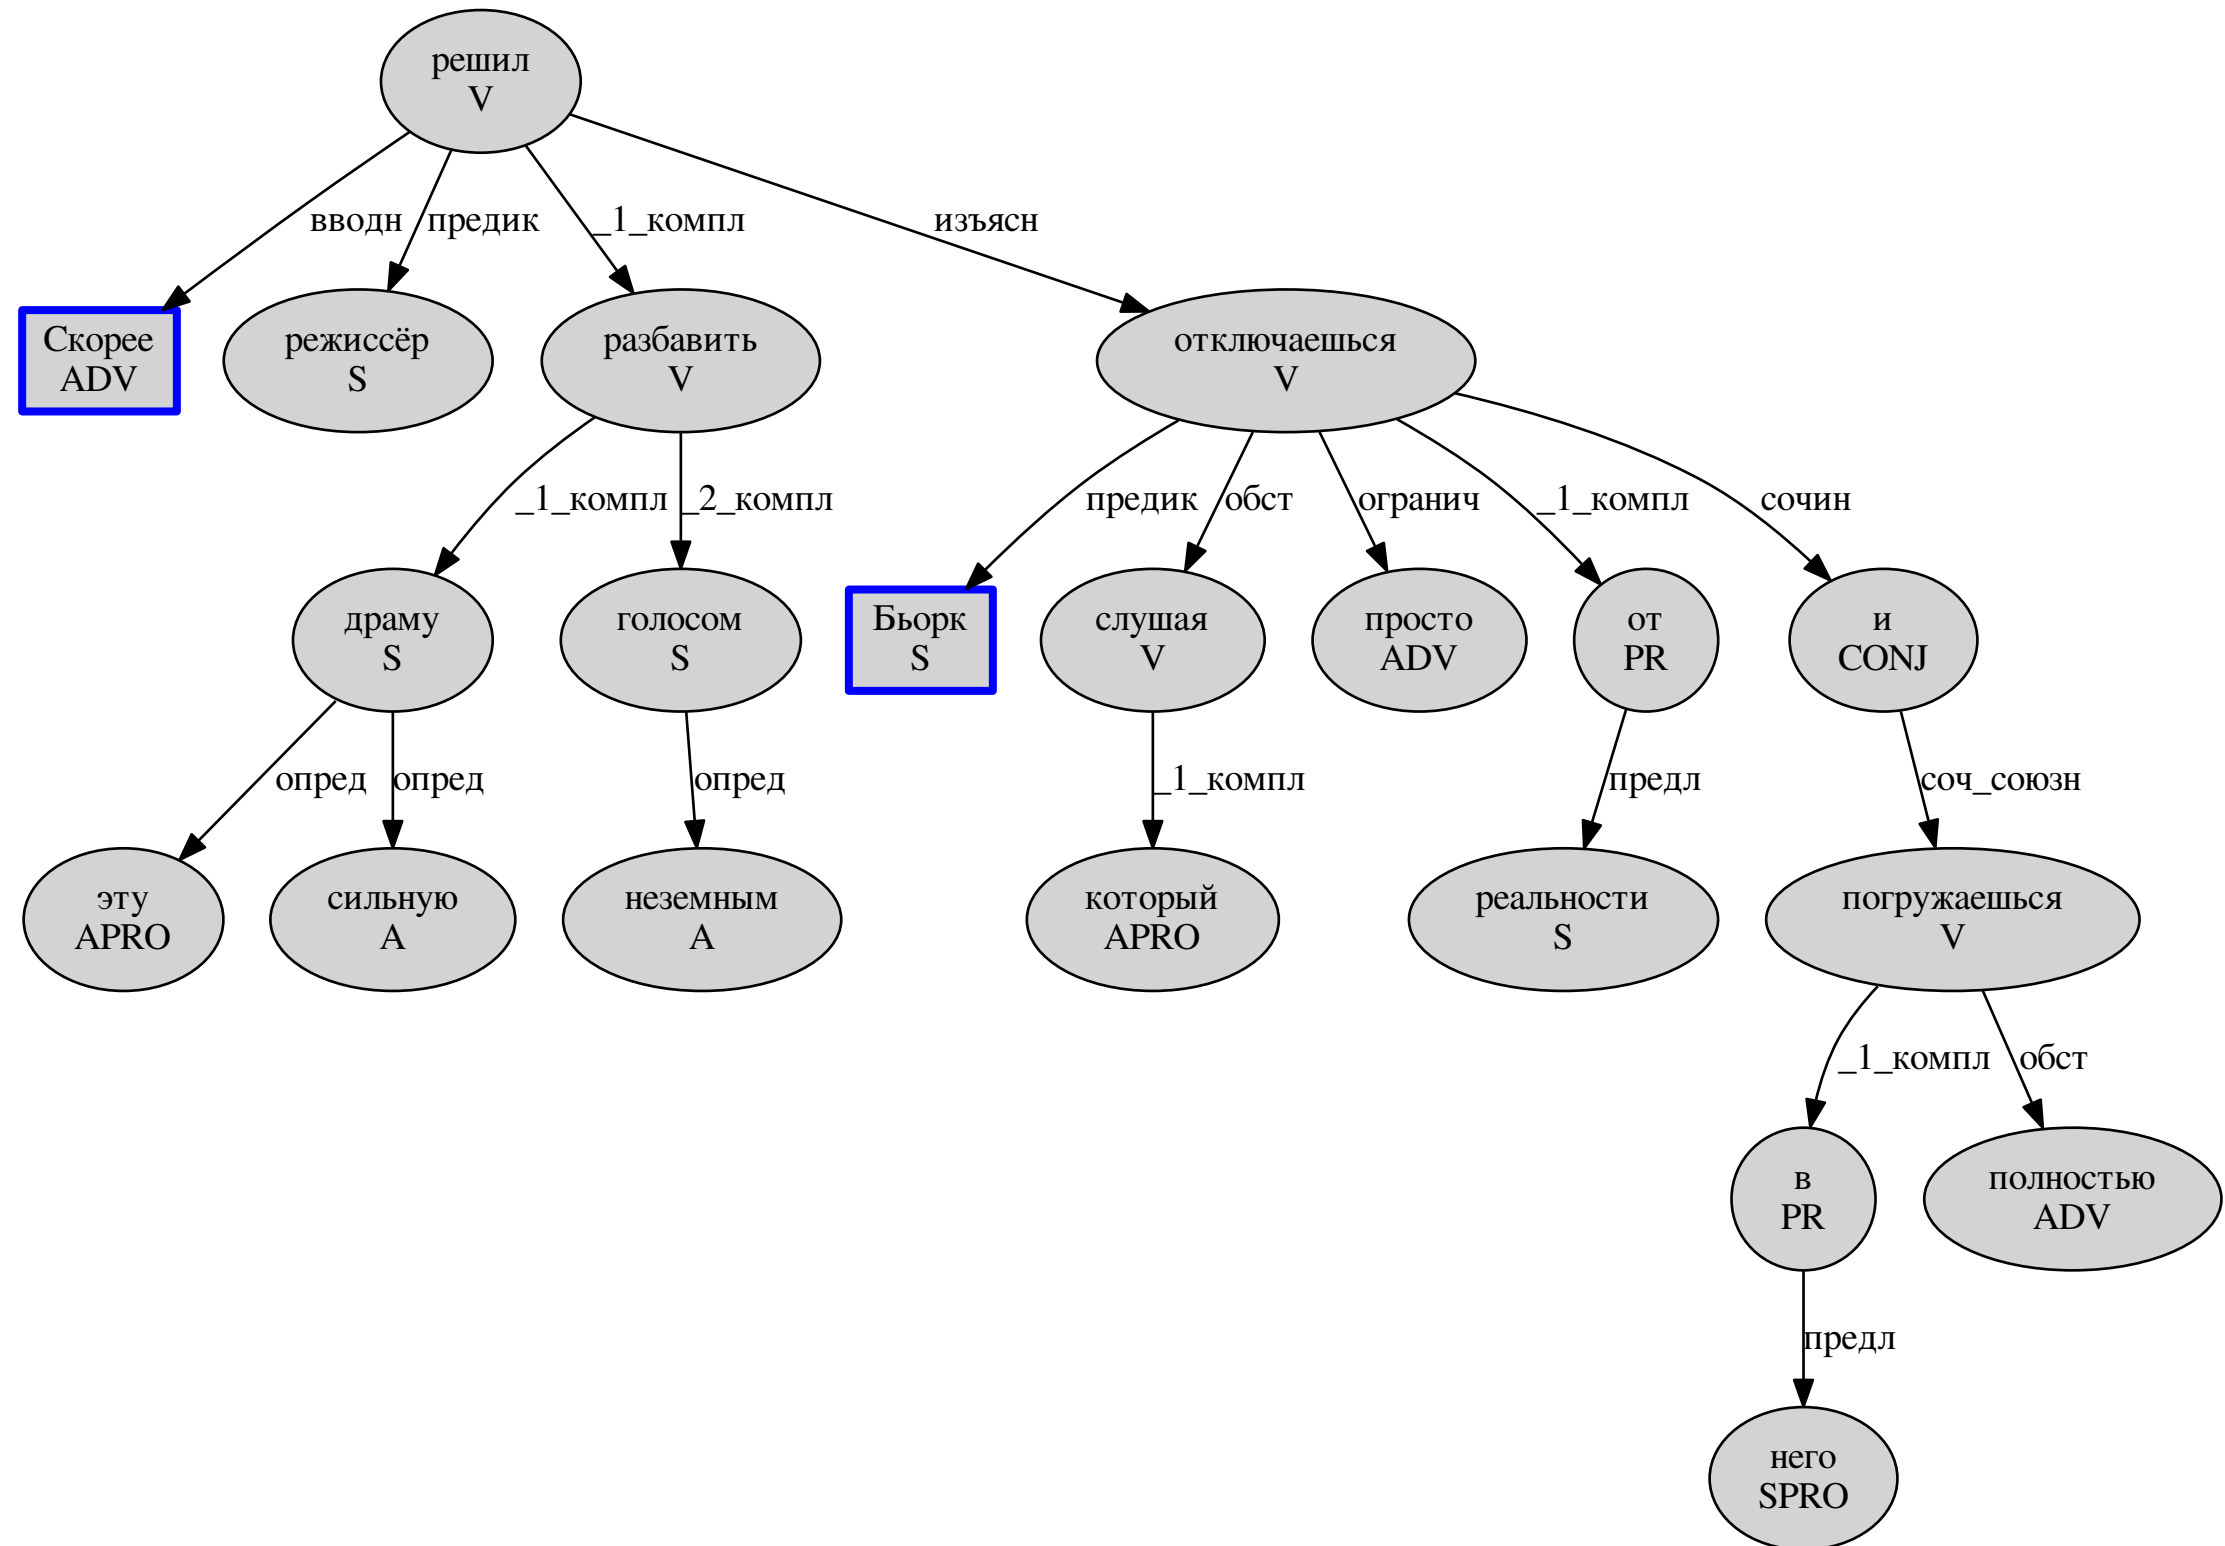 решил
V
вводн
предик
_1_компл
изъясн
Скорее
ADV
режиссёр
S
разбавить
V
отключаешься
V
_1_компл
_2_компл
предик
обст
огранич
_1_компл
сочин
драму
S
голосом
S
Бьорк
S
слушая
V
просто
ADV
от
PR
и
CONJ
опред
опред
опред
_1_компл
предл
соч_союзн
эту
APRO
сильную
A
неземным
A
который
APRO
реальности
S
погружаешься
V
_1_компл
обст
в
PR
полностью
ADV
предл
него
SPRO